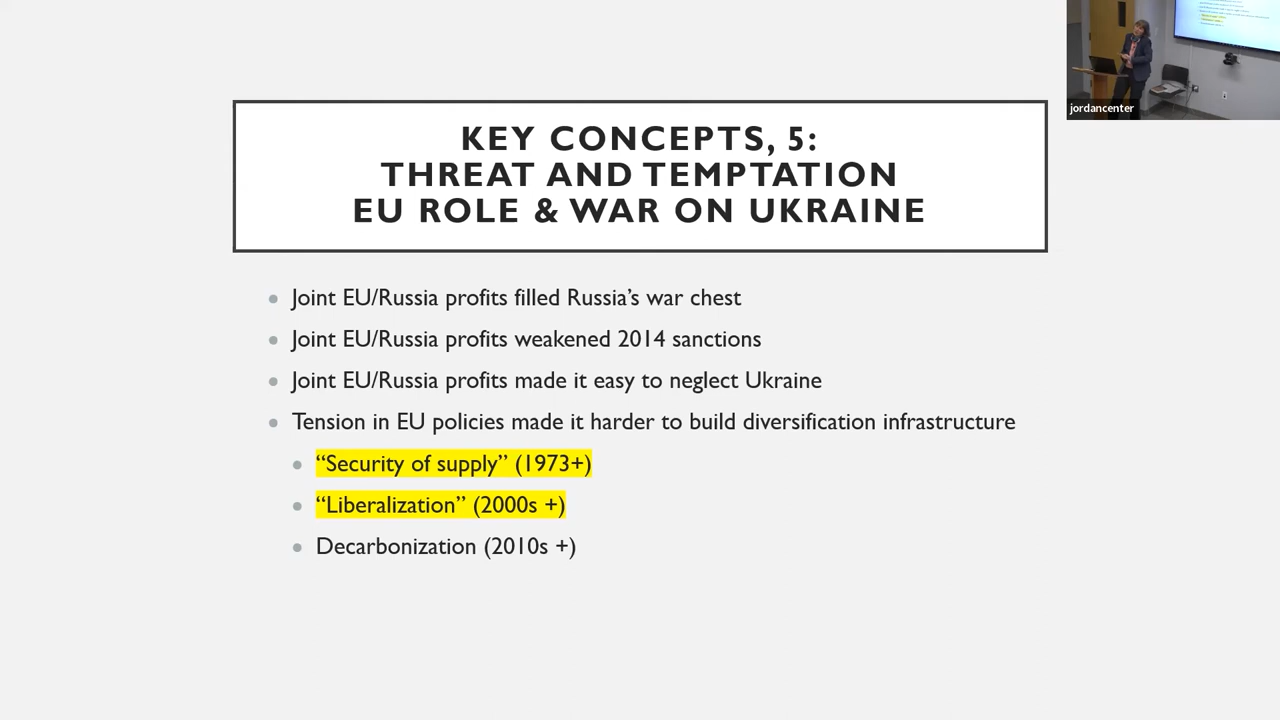 KEY CONCEPTS, 5:
THREAT AND TEMPTATION
EU ROLE & WAR ON UKRAINE
Joint EU/Russia profits filled Russia’s war chest
Joint EU/Russia profits weakened 2014 sanctions
Joint EU/Russia profits made it easy to neglect Ukraine
Tension in EU policies made it harder to build diversification infrastructure
“Security of supply” (1973+)
“Liberalization” (2000s +)
Decarbonization (2010s +)
jordancenter